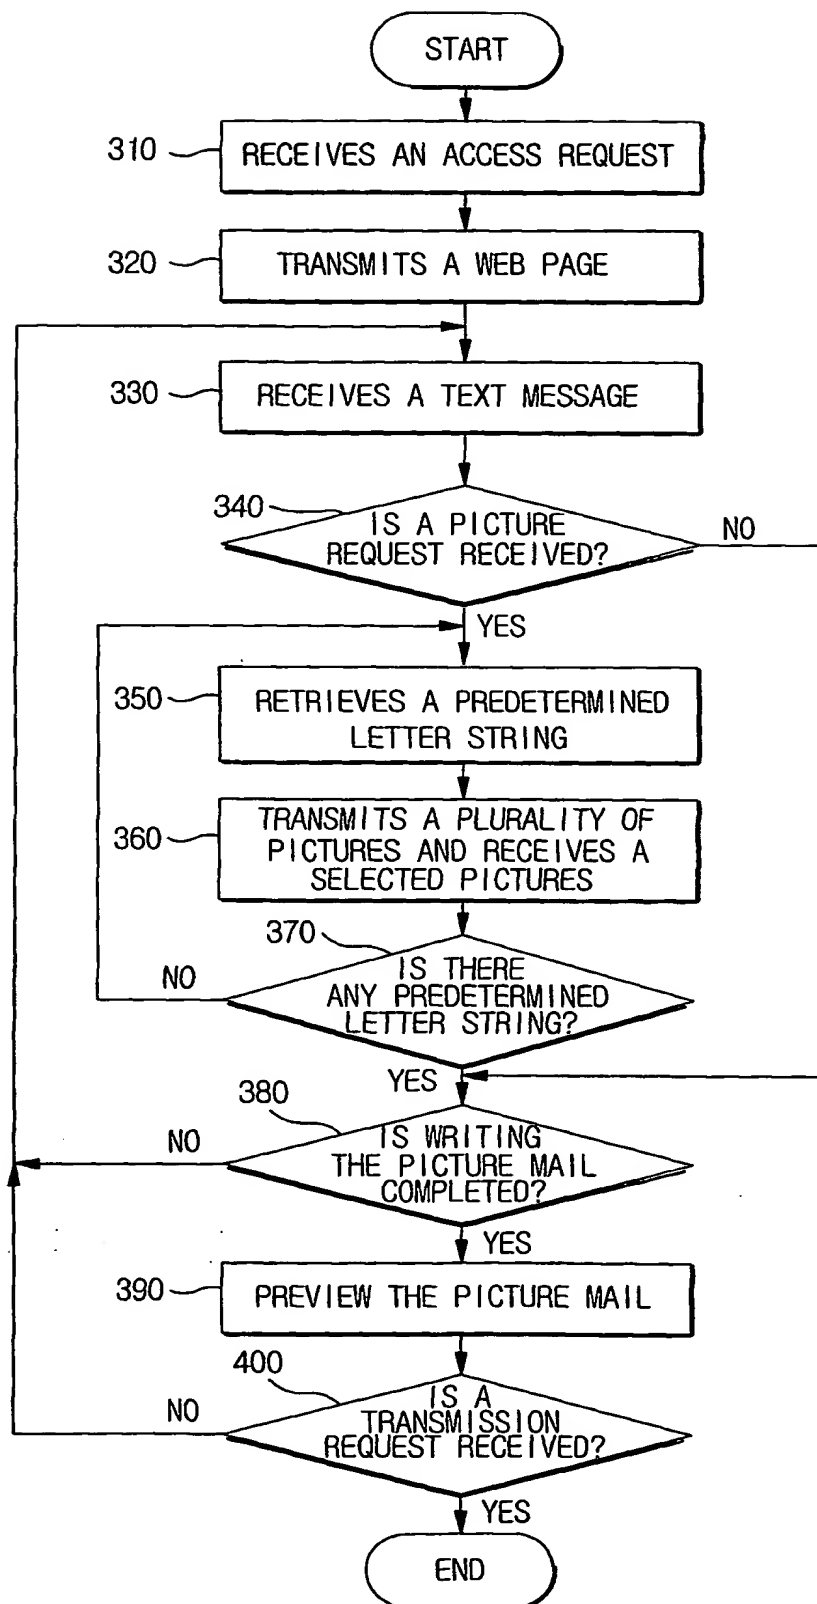 START
310
RECEIVES AN ACCESS REQUEST
320
TRANSMITS A WEB PAGE
330
RECEIVES A TEXT MESSAGE
340
IS A PICTURE
REQUEST RECEIVED?
NO
YES
350
RETRIEVES A PREDETERMINED
LETTER STRING
360
TRANSMITS A PLURALITY OF
PICTURES AND RECEIVES A
SELECTED PICTURES
370
NO
IS THERE
ANY PREDETERMINED
LETTER STRING?
YES
380
NO
IS WRITING
THE PICTURE MAIL
COMPLETED?
YES
390
PREVIEW THE PICTURE MAIL
400
NO
IS A
TRANSMISSION
REQUEST RECEIVED?
YES
END